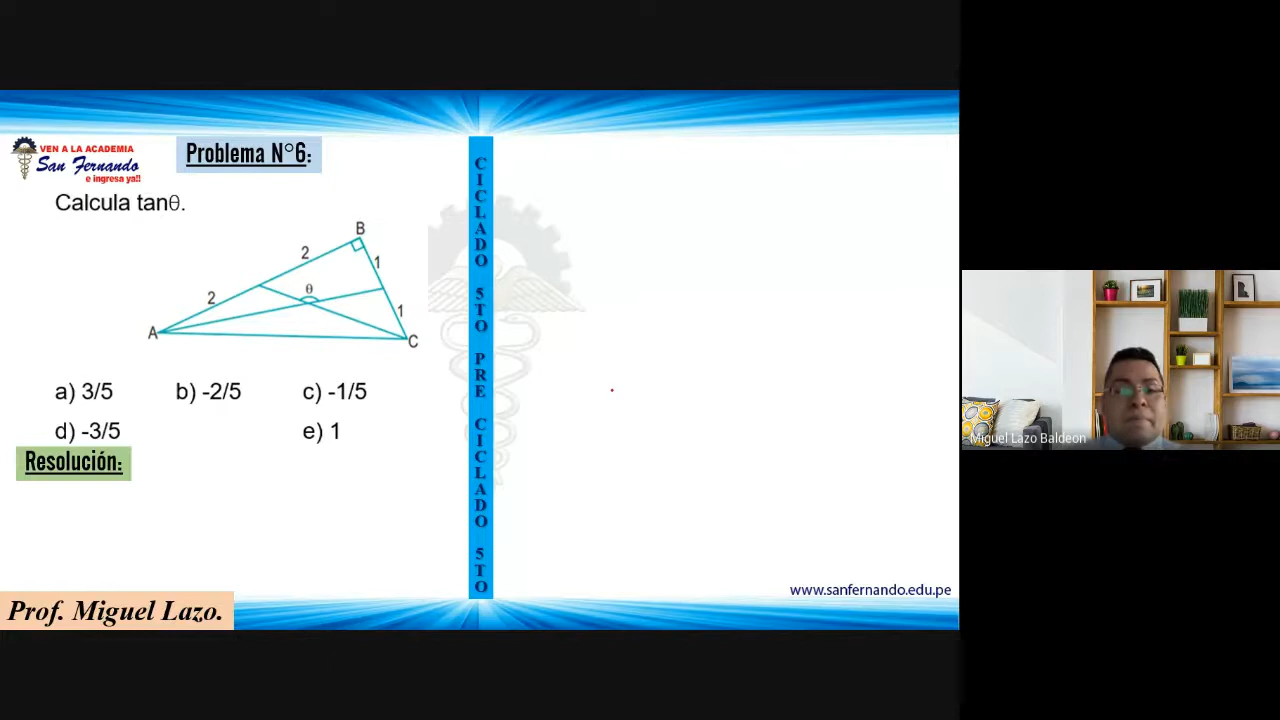 VEN A LA ACADEMIA
San Fernando
e ingresa ya!!
Problema N°6:
Calcula tanθ.
B
2
1
2
θ
1
A
C
a) 3/5 b) -2/5 c) -1/5
d) -3/5 e) 1
Resolución:
Prof. Miguel Lazo.
CICLADO 5TO PRE CICLADO 5TO
www.sanfernando.edu.pe
Miguel Lazo Baldeon